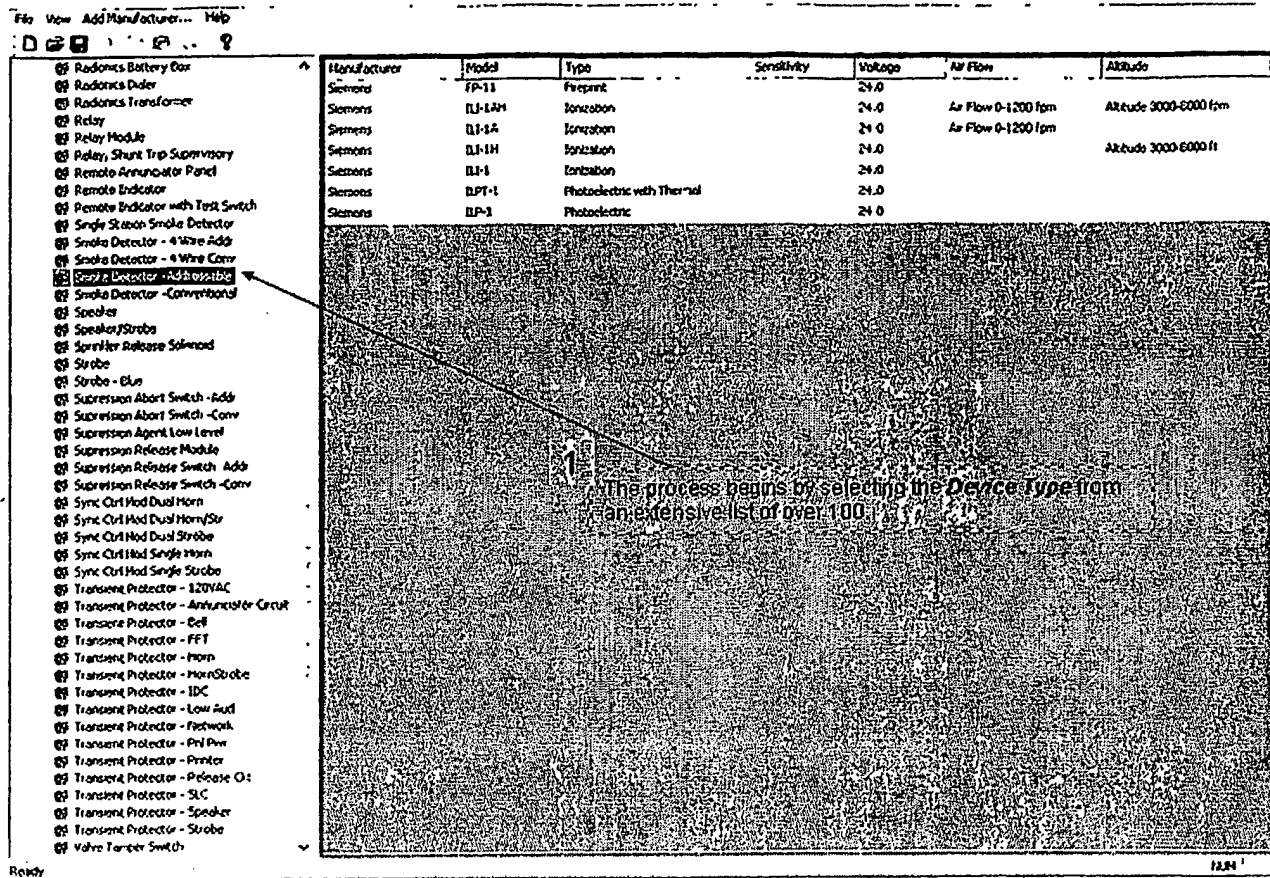 File View Add Manufacturer... Help
Radionics Battery Box
Radionics Dialer
Radionics Transformer
Relay
Relay Module
Relay, Shunt Trip Supervisory
Remote Annunciator Panel
Remote Indicator
Remote Indicator with Test Switch
Single Station Smoke Detector
Smoke Detector - 4 Wire Addr
Smoke Detector - 4 Wire Conv
Smoke Detector -Addressable
Smoke Detector -Conventional
Speaker
Speaker/Strobe
Sprinkler Release Solenoid
Strobe
Strobe - Blue
Supression Abort Switch -Addr
Supression Abort Switch -Conv
Supression Agent Low Level
Supression Release Module
Supression Release Switch Addr
Supression Release Switch -Conv
Sync Ctrl Mod Dual Horn
Sync Ctrl Mod Dual Horn/Str
Sync Ctrl Mod Dual Strobe
Sync Ctrl Mod Single Horn
Sync Ctrl Mod Single Strobe
Transient Protector - 120VAC
Transient Protector - Annunciator Circuit
Transient Protector - Bell
Transient Protector - FFT
Transient Protector - Horn
Transient Protector - HornStrobe
Transient Protector - IDC
Transient Protector - Low Aud
Transient Protector - Network
Transient Protector - Pnl Pwr
Transient Protector - Printer
Transient Protector - Release Ckt
Transient Protector - SLC
Transient Protector - Speaker
Transient Protector - Strobe
Valve Tamper Switch
Manufacturer Model Type Sensitivity Voltage Air Flow Altitude
Siemens FP-11 Fireprint 24.0
Siemens ILI-1AH Ionization 24.0 Air Flow 0-1200 fpm Altitude 3000-8000 fpm
Siemens ILI-1A Ionization 24.0 Air Flow 0-1200 fpm
Siemens ILI-1H Ionization 24.0 Altitude 3000-8000 ft
Siemens ILI-1 Ionization 24.0
Siemens ILPT-1 Photoelectric with Thermal 24.0
Siemens ILP-1 Photoelectric 24.0
1
The process begins by selecting the Device Type from
an extensive list of over 100
Ready NUM